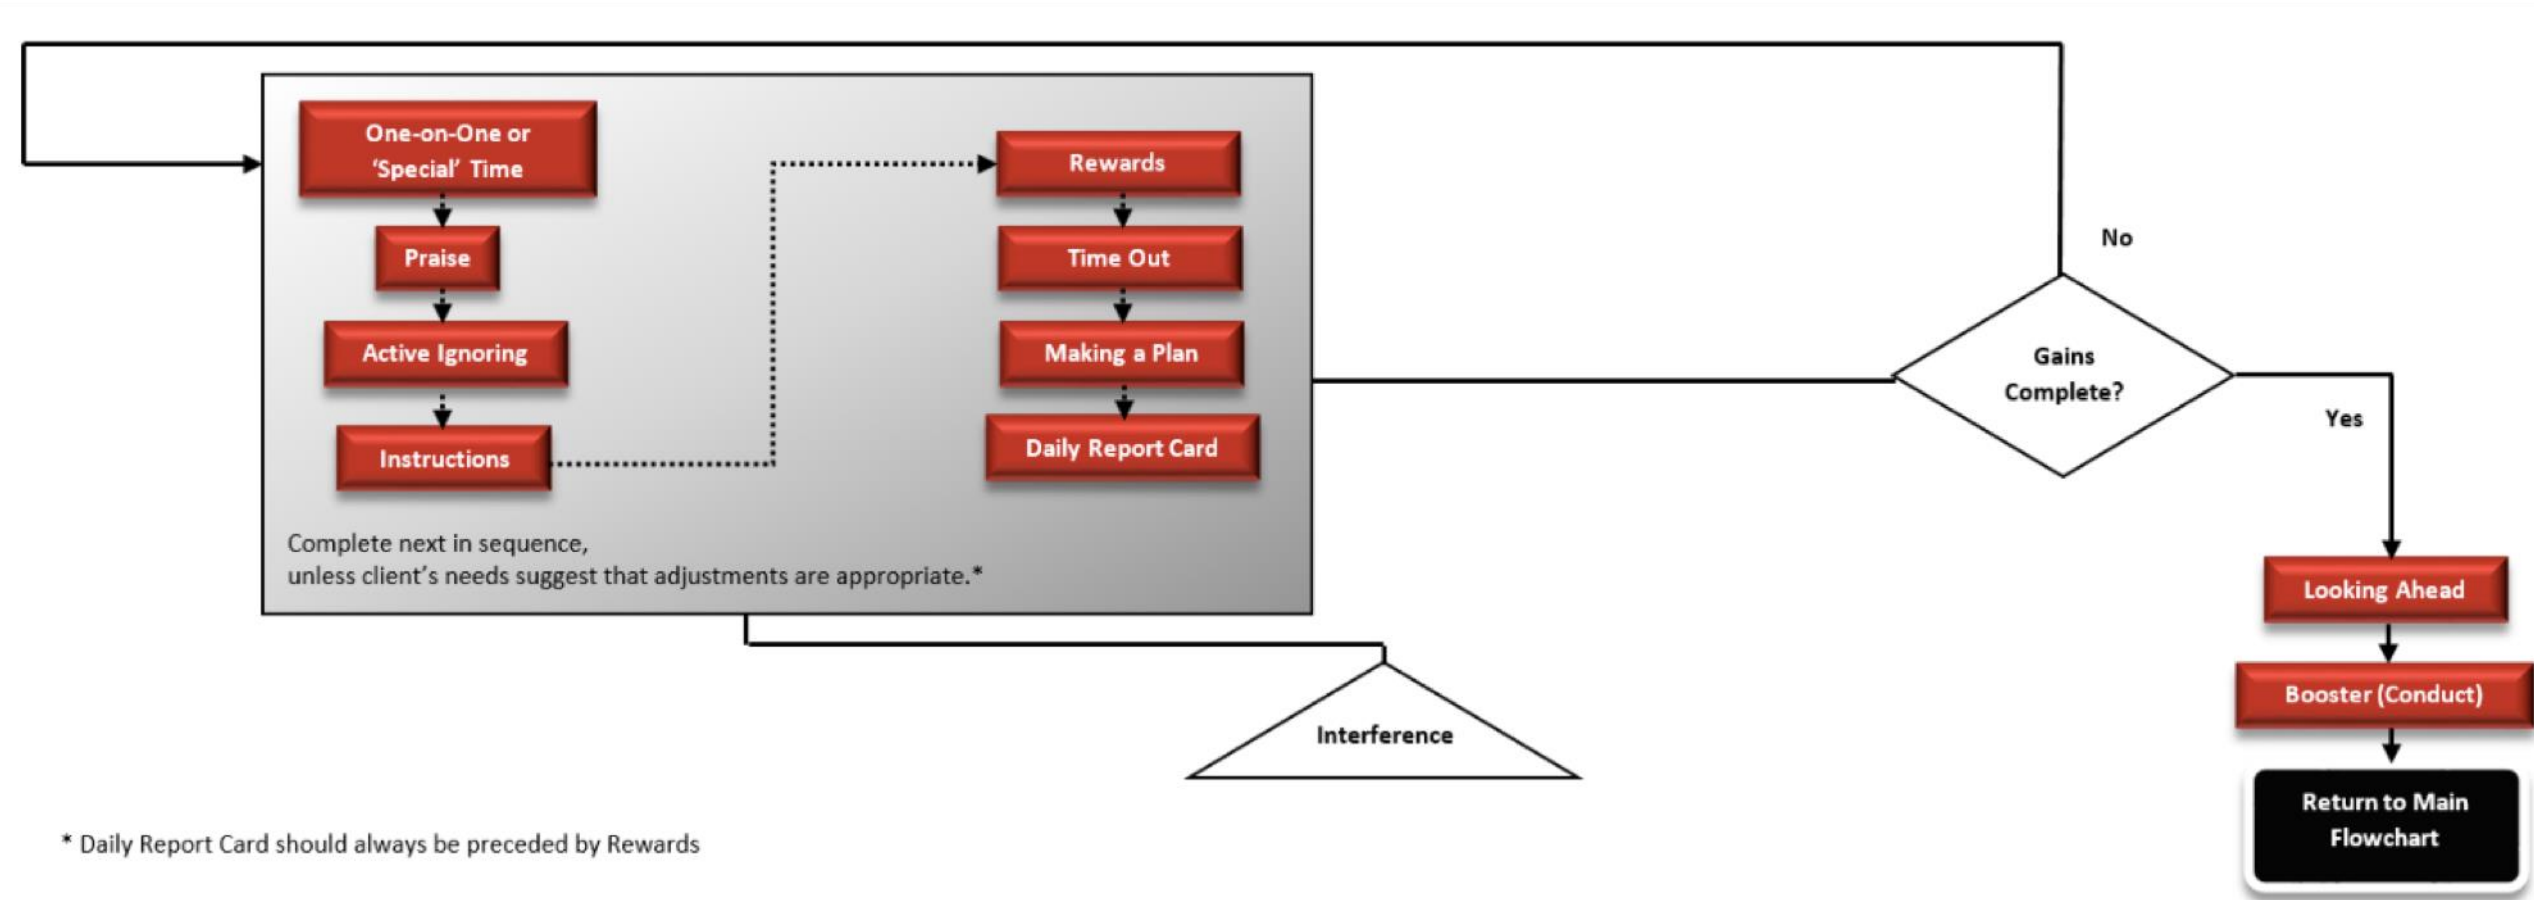 One-on-One or
‘Special’ Time
Praise
Active Ignoring
Instructions
Rewards
Time Out
Making a Plan
Daily Report Card
Complete next in sequence,
unless client’s needs suggest that adjustments are appropriate.*
Interference
No
Gains
Complete?
Yes
Looking Ahead
Booster (Conduct)
Return to Main
Flowchart
* Daily Report Card should always be preceded by Rewards